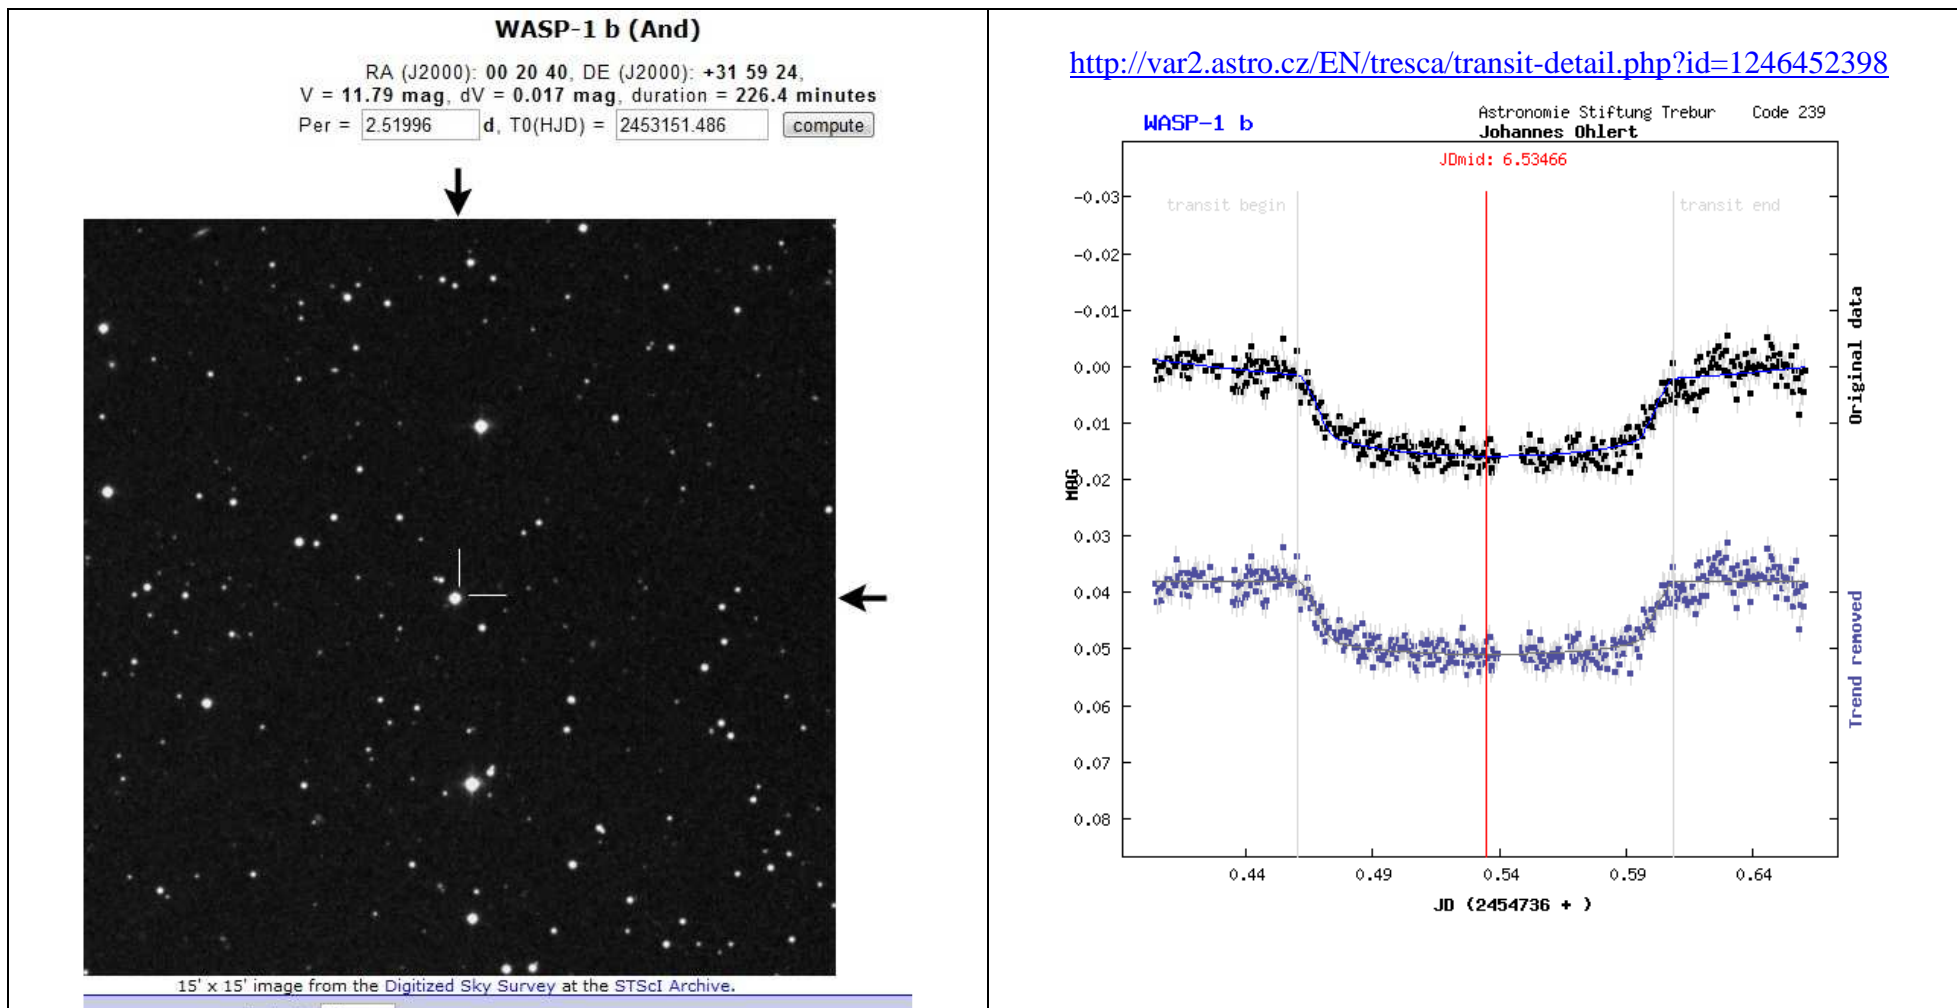 WASP-1 b (And)
RA (J2000): 00 20 40, DE (J2000): +31 59 24,
V = 11.79 mag, dV = 0.017 mag, duration = 226.4 minutes
Per = 2.51996 d, T0(HJD) = 2453151.486 compute
15' x 15' image from the Digitized Sky Survey at the STScI Archive.
http://var2.astro.cz/EN/tresca/transit-detail.php?id=1246452398
WASP-1 b
Astronomie Stiftung Trebur Code 239
Johannes Ohlert
JDmid: 6.53466
transit begin
transit end
-0.03
-0.02
-0.01
0.00
0.01
0.02
0.03
0.04
0.05
0.06
0.07
0.08
MAG
Original data
Trend removed
0.44 0.49 0.54 0.59 0.64
JD (2454736 + )